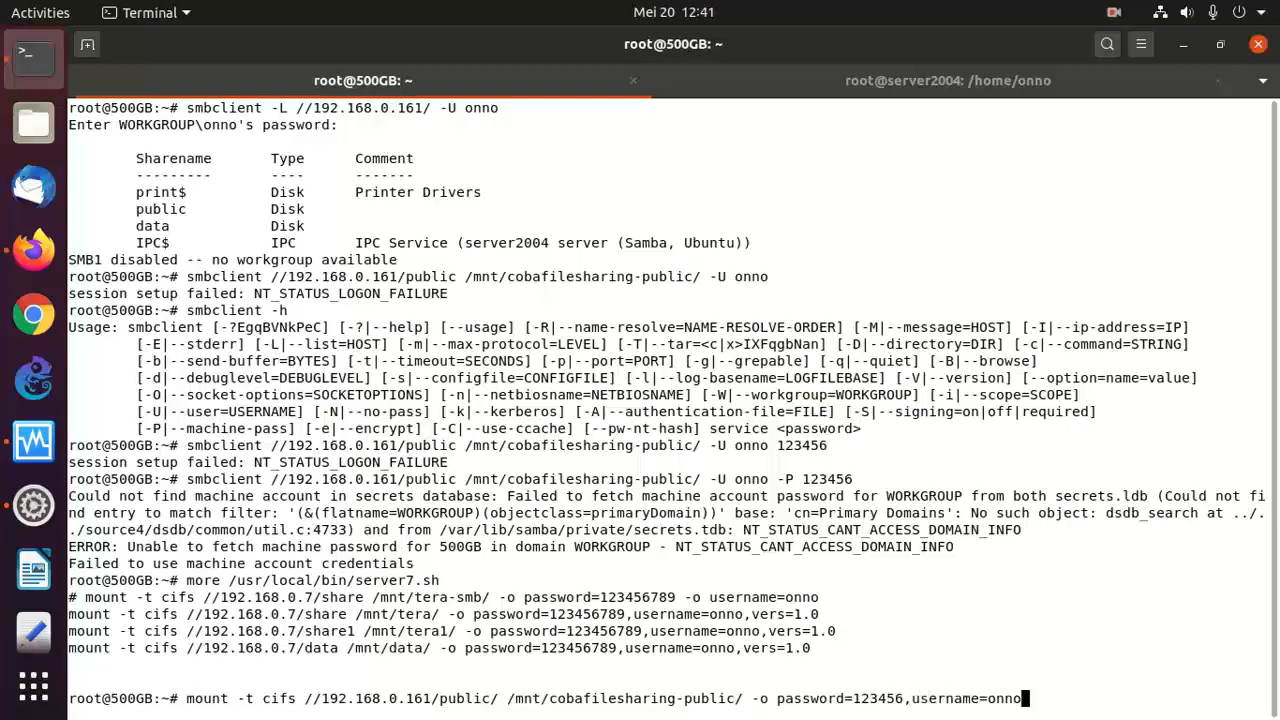 Activities
Terminal
Mei 20 12:41
root@500GB: ~
root@500GB: ~
root@server2004: /home/onno
root@500GB:~# smbclient -L //192.168.0.161/ -U onno
Enter WORKGROUP\onno's password:
Sharename Type Comment
--------- ---- -------
print$ Disk Printer Drivers
public Disk
data Disk
IPC$ IPC IPC Service (server2004 server (Samba, Ubuntu))
SMB1 disabled -- no workgroup available
root@500GB:~# smbclient //192.168.0.161/public /mnt/cobafilesharing-public/ -U onno
session setup failed: NT_STATUS_LOGON_FAILURE
root@500GB:~# smbclient -h
Usage: smbclient [-?EgqBVNkPeC] [-?|--help] [--usage] [-R|--name-resolve=NAME-RESOLVE-ORDER] [-M|--message=HOST] [-I|--ip-address=IP]
[-E|--stderr] [-L|--list=HOST] [-m|--max-protocol=LEVEL] [-T|--tar=<c|x>IXFqgbNan] [-D|--directory=DIR] [-c|--command=STRING]
[-b|--send-buffer=BYTES] [-t|--timeout=SECONDS] [-p|--port=PORT] [-g|--grepable] [-q|--quiet] [-B|--browse]
[-d|--debuglevel=DEBUGLEVEL] [-s|--configfile=CONFIGFILE] [-l|--log-basename=LOGFILEBASE] [-V|--version] [--option=name=value]
[-O|--socket-options=SOCKETOPTIONS] [-n|--netbiosname=NETBIOSNAME] [-W|--workgroup=WORKGROUP] [-i|--scope=SCOPE]
[-U|--user=USERNAME] [-N|--no-pass] [-k|--kerberos] [-A|--authentication-file=FILE] [-S|--signing=on|off|required]
[-P|--machine-pass] [-e|--encrypt] [-C|--use-ccache] [--pw-nt-hash] service <password>
root@500GB:~# smbclient //192.168.0.161/public /mnt/cobafilesharing-public/ -U onno 123456
session setup failed: NT_STATUS_LOGON_FAILURE
root@500GB:~# smbclient //192.168.0.161/public /mnt/cobafilesharing-public/ -U onno -P 123456
Could not find machine account in secrets database: Failed to fetch machine account password for WORKGROUP from both secrets.ldb (Could not fi
nd entry to match filter: '(&(flatname=WORKGROUP)(objectclass=primaryDomain))' base: 'cn=Primary Domains': No such object: dsdb_search at ../.
./source4/dsdb/common/util.c:4733) and from /var/lib/samba/private/secrets.tdb: NT_STATUS_CANT_ACCESS_DOMAIN_INFO
ERROR: Unable to fetch machine password for 500GB in domain WORKGROUP - NT_STATUS_CANT_ACCESS_DOMAIN_INFO
Failed to use machine account credentials
root@500GB:~# more /usr/local/bin/server7.sh
# mount -t cifs //192.168.0.7/share /mnt/tera-smb/ -o password=123456789 -o username=onno
mount -t cifs //192.168.0.7/share /mnt/tera/ -o password=123456789,username=onno,vers=1.0
mount -t cifs //192.168.0.7/share1 /mnt/tera1/ -o password=123456789,username=onno,vers=1.0
mount -t cifs //192.168.0.7/data /mnt/data/ -o password=123456789,username=onno,vers=1.0
root@500GB:~# mount -t cifs //192.168.0.161/public/ /mnt/cobafilesharing-public/ -o password=123456,username=onno